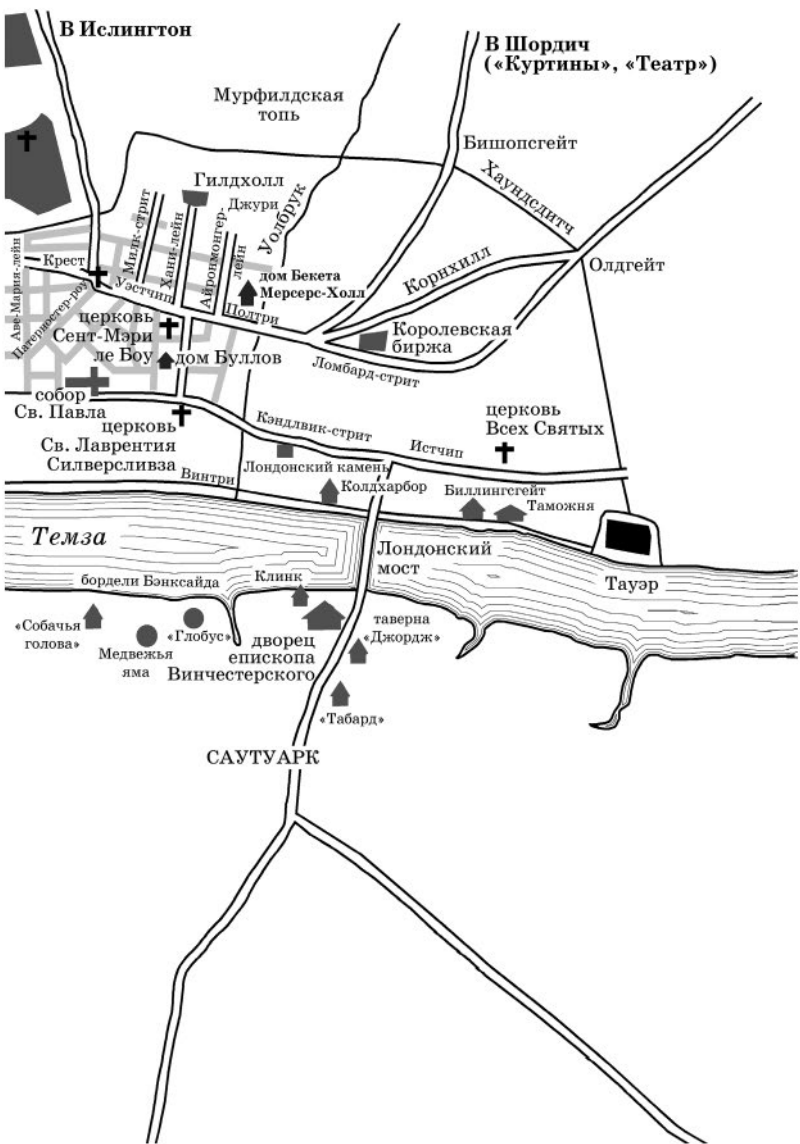 В Ислингтон
В Шордич
(«Куртины», «Театр»)
Мурфилдская
топь
Бишопсгейт
Хаундсдитч
Гилдхолл
Джури
Милк-стрит
Хани-лейн
Айронмонгер-
лейн
Уолбрук
Олдгейт
Аве-Мария-лейн
Крест
Патерностер-роу
Уэстчип
дом Бекета
Мерсерс-Холл
Корнхилл
Полтри
церковь
Сент-Мэри
ле Боу
Королевская
биржа
дом Буллов
Ломбард-стрит
собор
Св. Павла
церковь
Св. Лаврентия
Силверсливза
Кэндлвик-стрит
Истчип
церковь
Всех Святых
Лондонский камень
Винтри
Колдхарбор
Биллингсгейт
Таможня
Темза
Лондонский
мост
Тауэр
бордели Бэнксайда
Клинк
«Собачья
голова»
Медвежья
яма
«Глобус»
дворец
епископа
Винчестерского
таверна
«Джордж»
«Табард»
САУТУАРК